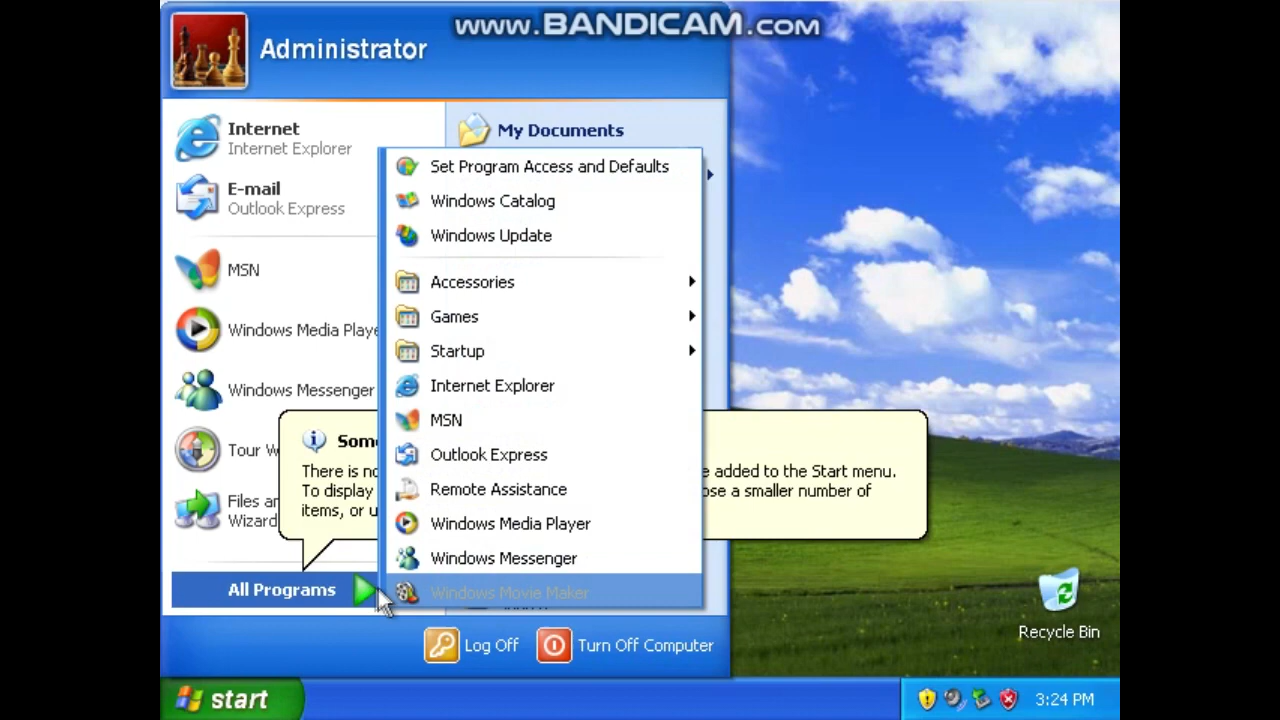 www.BANDICAM.com
Administrator
Internet
Internet Explorer
E-mail
Outlook Express
MSN
Windows Media Playe
Windows Messenger
Tour W
Files an
Wizard
All Programs
My Documents
Set Program Access and Defaults
Windows Catalog
Windows Update
Accessories
Games
Startup
Internet Explorer
MSN
Outlook Express
Remote Assistance
Windows Media Player
Windows Messenger
Windows Movie Maker
Some
There is no e added to the Start menu.
To display ose a smaller number of
items, or u
Log Off
Turn Off Computer
Recycle Bin
start
3:24 PM